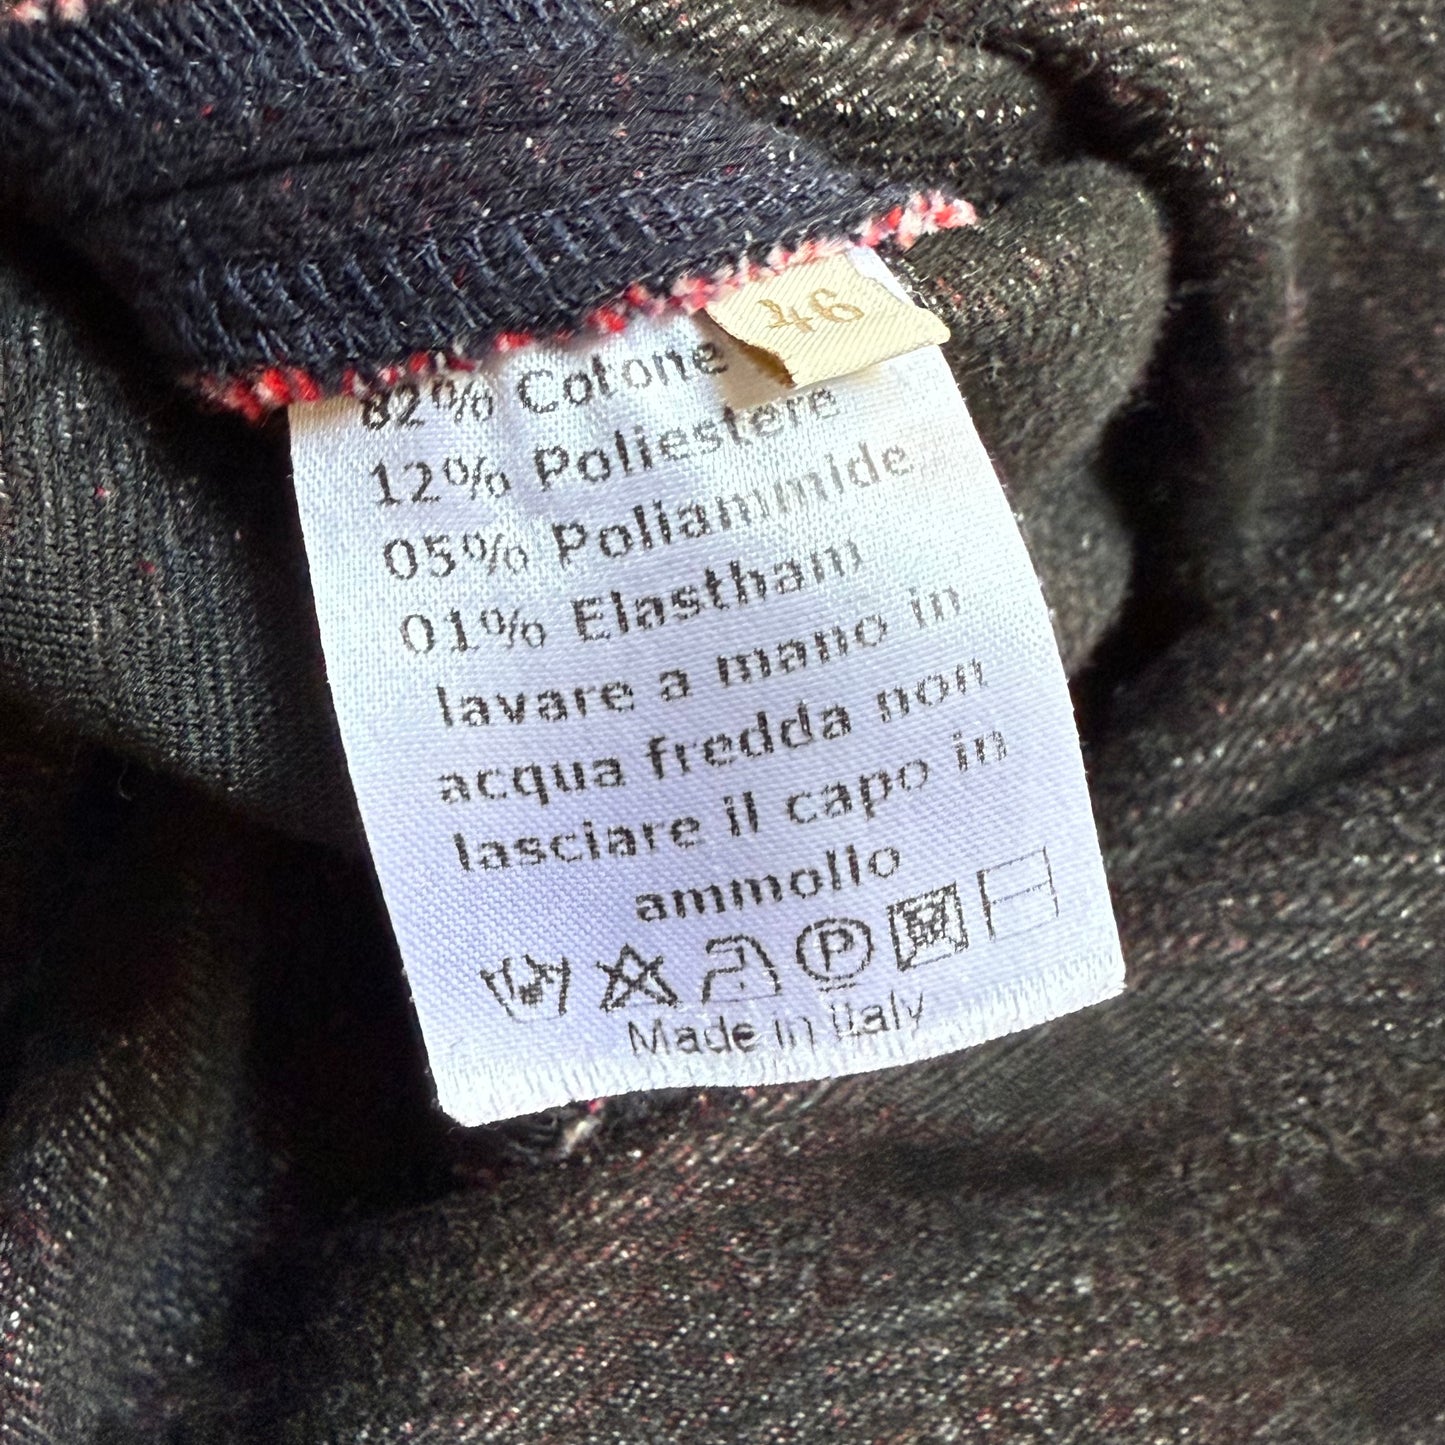 46
82% Cotone
12% Poliestere
05% Poliammide
01% Elastham
lavare a mano in
acqua fredda non
lasciare il capo in
ammollo
P
Made in Italy